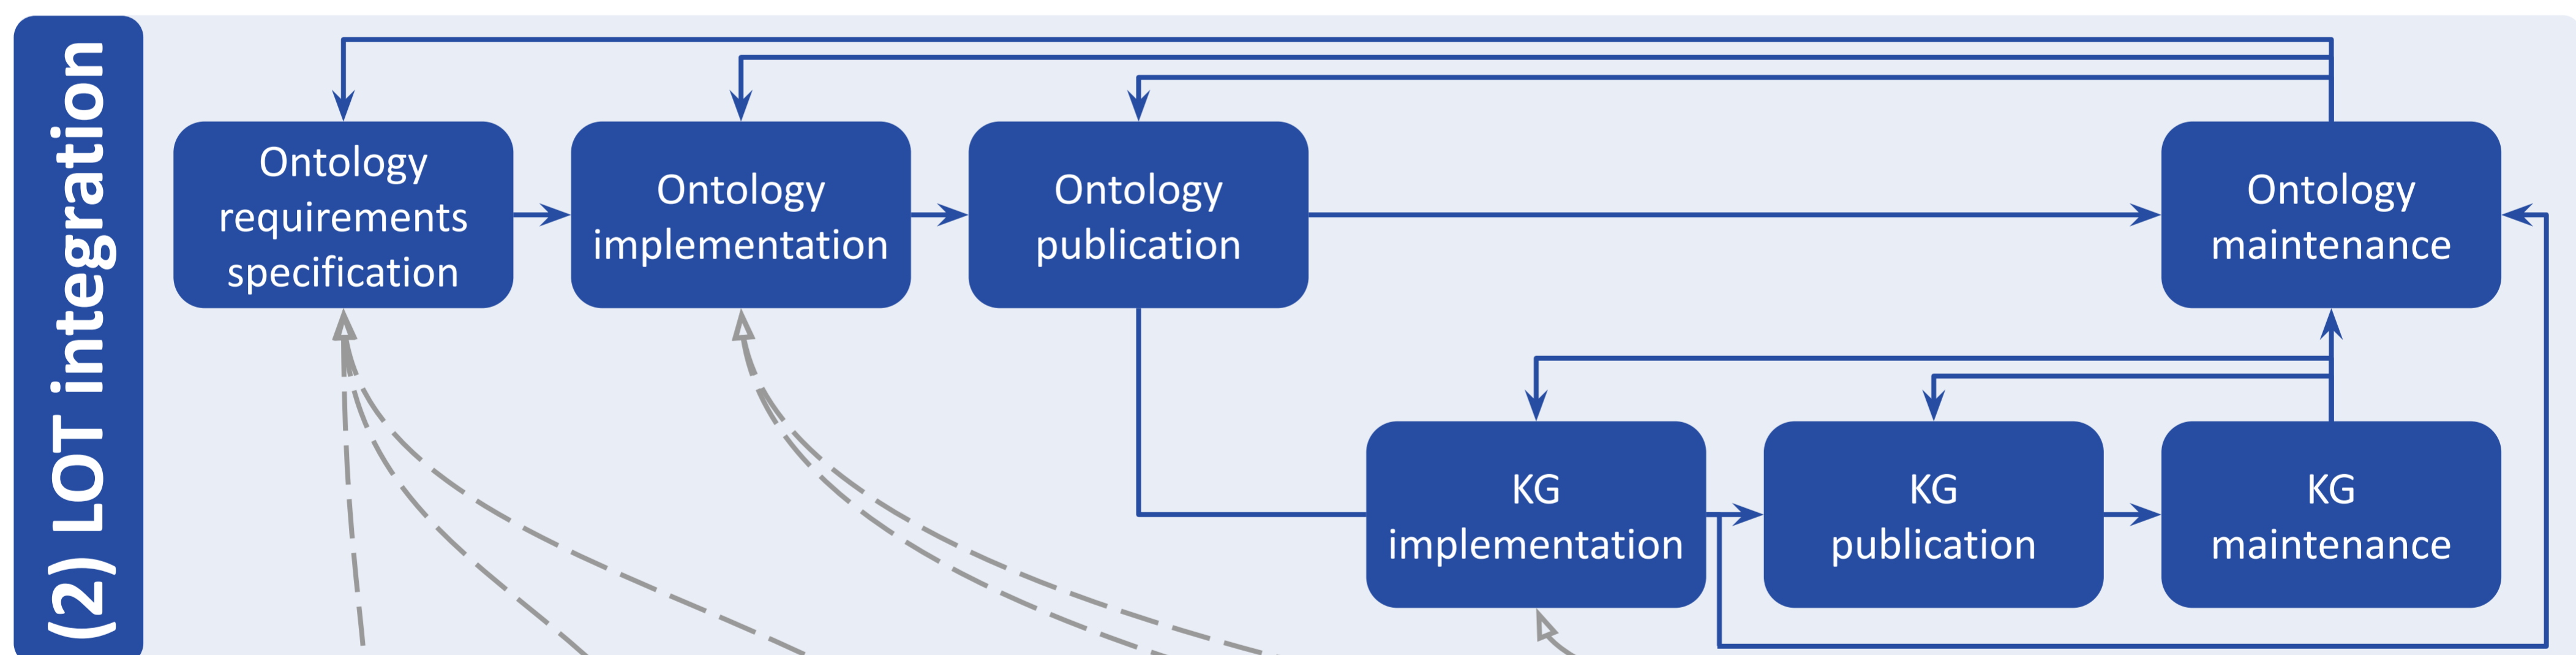 (2) LOT integration
Ontology
requirements
specification
Ontology
implementation
Ontology
publication
Ontology
maintenance
KG
implementation
KG
publication
KG
maintenance